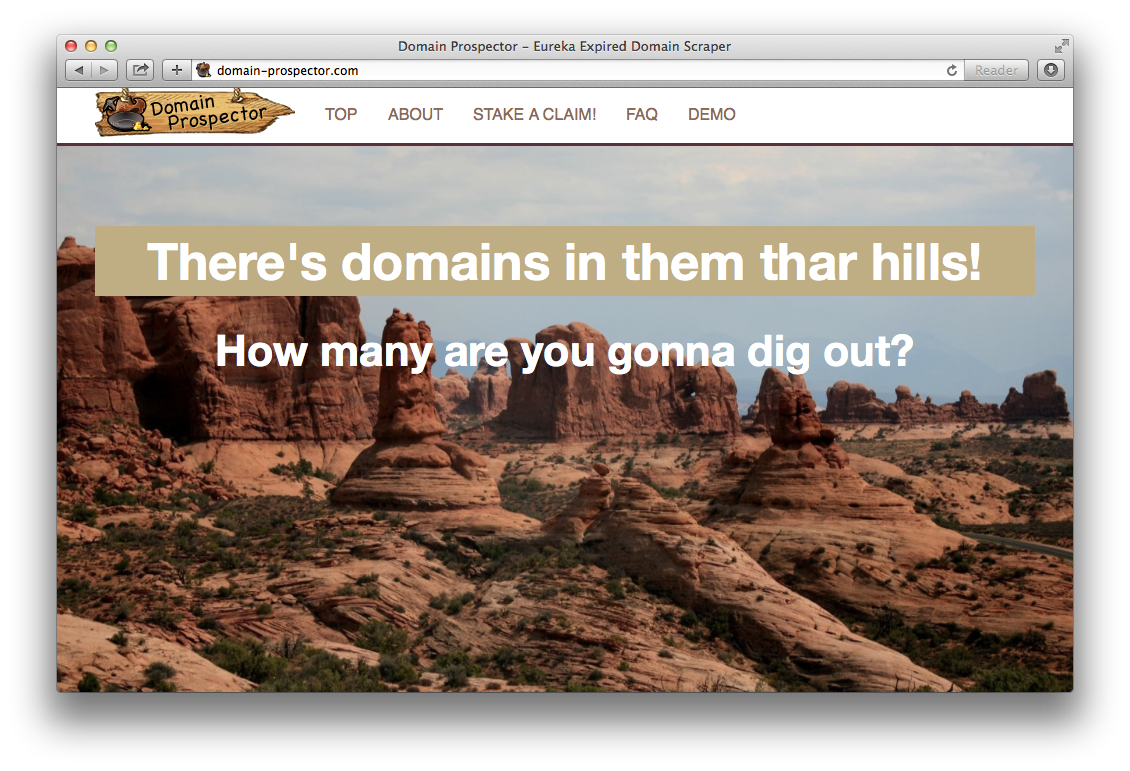 Domain Prospector – Eureka Expired Domain Scraper
domain-prospector.com
Reader
Domain
Prospector
TOP ABOUT STAKE A CLAIM! FAQ DEMO
There's domains in them thar hills!
How many are you gonna dig out?